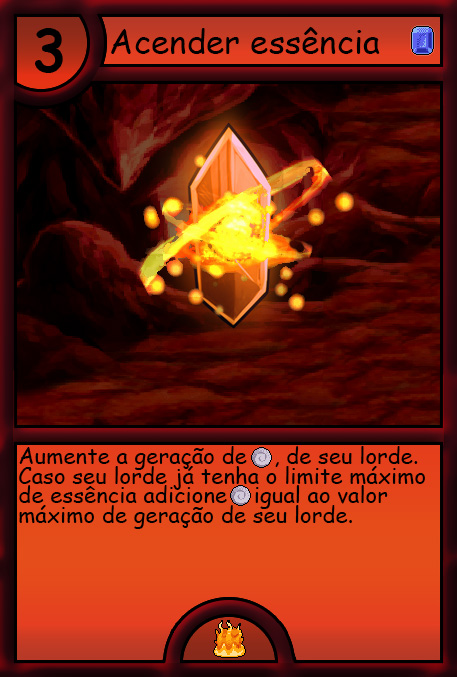 3
Acender essência
Aumente a geração de , de seu lorde.
Caso seu lorde já tenha o limite máximo
de essência adicione igual ao valor
máximo de geração de seu lorde.